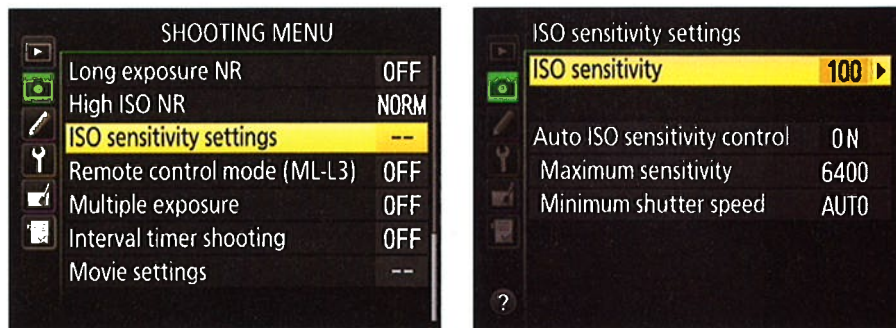 SHOOTING MENU
Long exposure NR OFF
High ISO NR NORM
ISO sensitivity settings --
Remote control mode (ML-L3) OFF
Multiple exposure OFF
Interval timer shooting OFF
Movie settings --
ISO sensitivity settings
ISO sensitivity 100
Auto ISO sensitivity control ON
Maximum sensitivity 6400
Minimum shutter speed AUTO
?